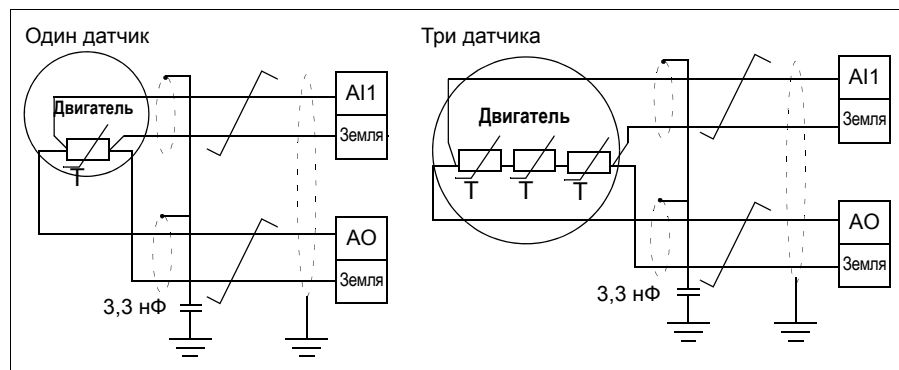 Один датчик
Двигатель
T
AI1
Земля
AO
Земля
3,3 нФ
Три датчика
Двигатель
T T T
AI1
Земля
AO
Земля
3,3 нФ